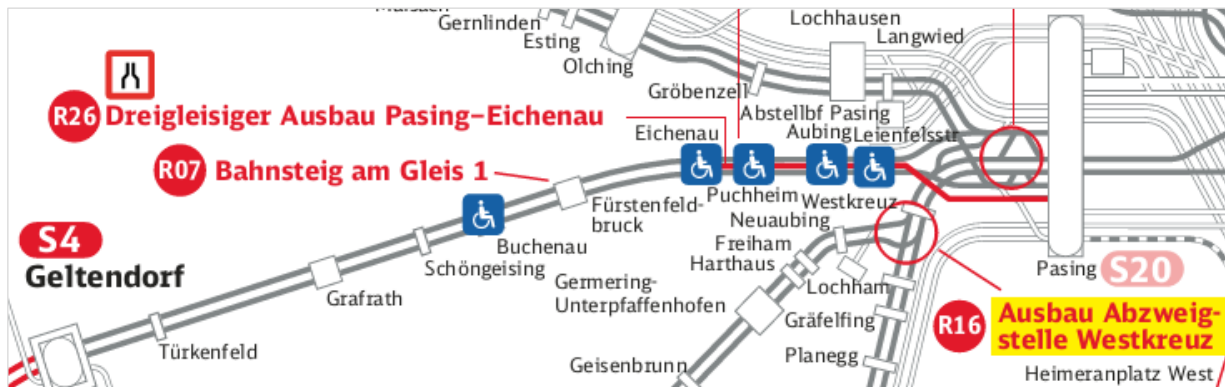 Maisach
Gernlinden
Esting
Olching
Lochhausen
Langwied
Gröbenzell
Abstellbf Pasing
Aubing
Leienfelsstr
R26 Dreigleisiger Ausbau Pasing–Eichenau
Eichenau
R07 Bahnsteig am Gleis 1
Puchheim
Westkreuz
Fürstenfeld-
bruck
Neuaubing
Buchenau
Freiham
Harthaus
S4
Geltendorf
Schöngeising
Germering-
Unterpfaffenhofen
Lochham
Pasing
S20
Grafrath
Gräfelfing
R16 Ausbau Abzweig-
stelle Westkreuz
Türkenfeld
Geisenbrunn
Planegg
Heimeranplatz West